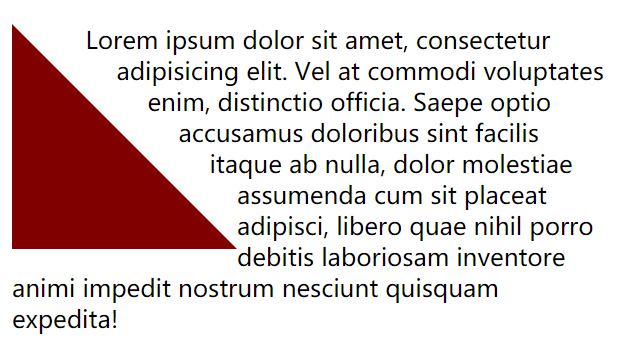 Lorem ipsum dolor sit amet, consectetur
adipisicing elit. Vel at commodi voluptates
enim, distinctio officia. Saepe optio
accusamus doloribus sint facilis
itaque ab nulla, dolor molestiae
assumenda cum sit placeat
adipisci, libero quae nihil porro
debitis laboriosam inventore
animi impedit nostrum nesciunt quisquam
expedita!